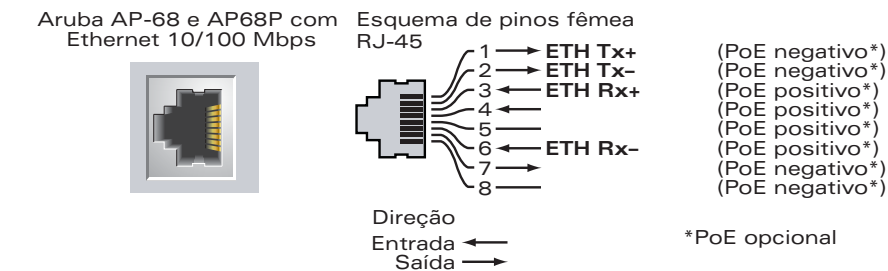 Aruba AP-68 e AP68P com
Ethernet 10/100 Mbps
Esquema de pinos fêmea
RJ-45
1 ETH Tx+ (PoE negativo*)
2 ETH Tx– (PoE negativo*)
3 ETH Rx+ (PoE positivo*)
4 (PoE positivo*)
5 (PoE positivo*)
6 ETH Rx– (PoE positivo*)
7 (PoE negativo*)
8 (PoE negativo*)
Direção
Entrada
Saída
*PoE opcional